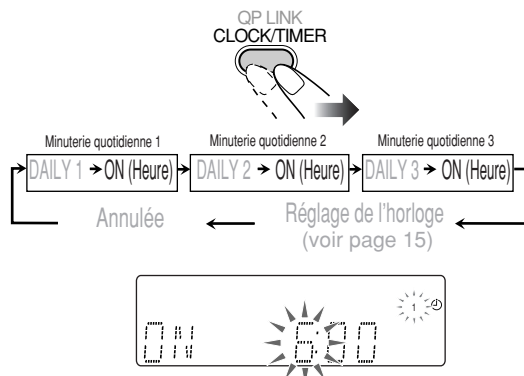 QP LINK
CLOCK/TIMER
Minuterie quotidienne 1
Minuterie quotidienne 2
Minuterie quotidienne 3
DAILY 1 → ON (Heure)
DAILY 2 → ON (Heure)
DAILY 3 → ON (Heure)
Annulée
Réglage de l'horloge
(voir page 15)
1
ON 6:00